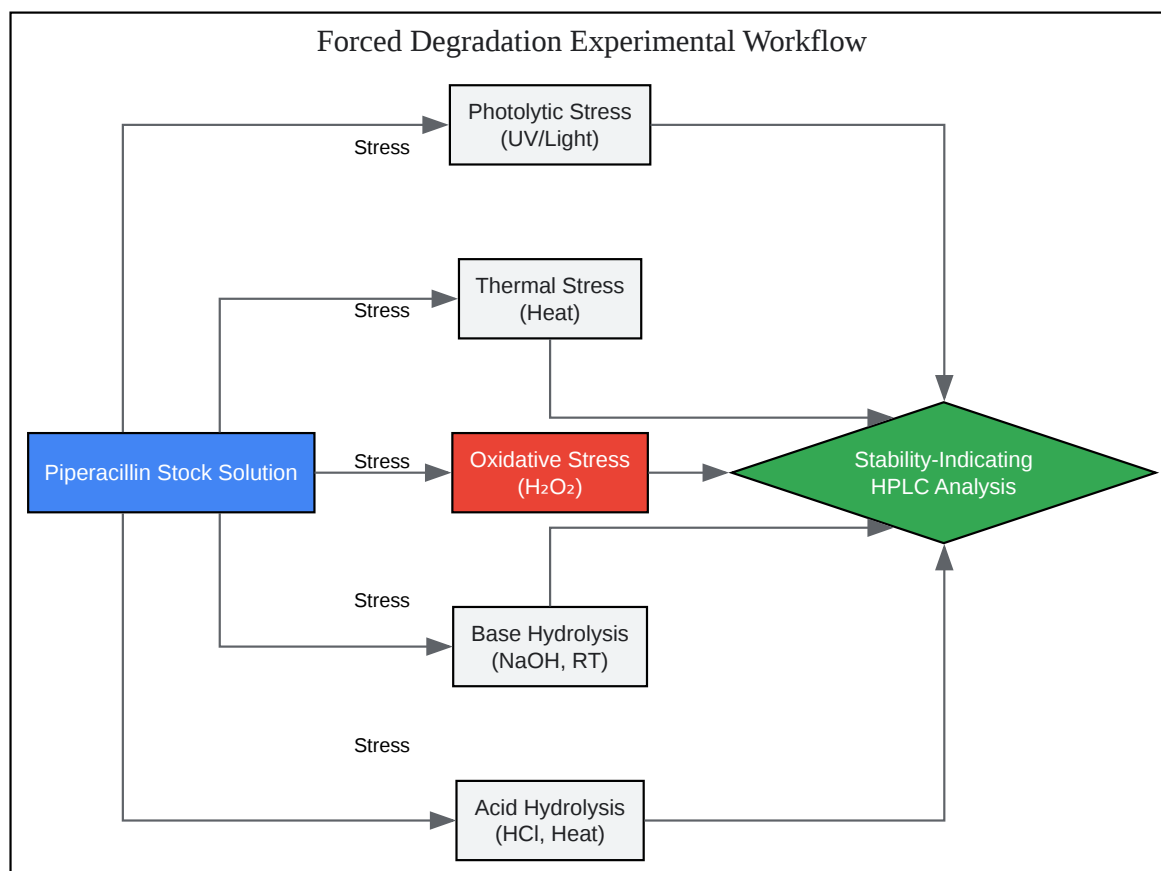 Forced Degradation Experimental Workflow
Photolytic Stress
(UV/Light)
Stress
Thermal Stress
(Heat)
Stress
Piperacillin Stock Solution
Stress
Oxidative Stress
(H₂O₂)
Stability-Indicating
HPLC Analysis
Stress
Base Hydrolysis
(NaOH, RT)
Stress
Acid Hydrolysis
(HCl, Heat)